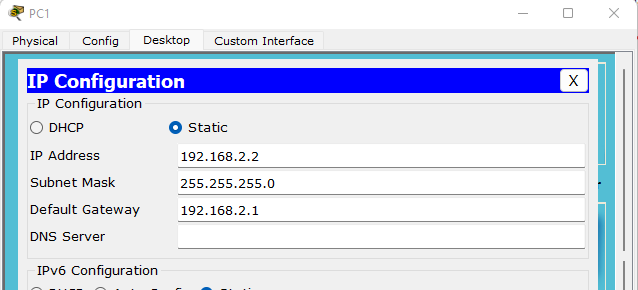 PC1
Physical Config Desktop Custom Interface
IP Configuration X
IP Configuration
DHCP Static
IP Address 192.168.2.2
Subnet Mask 255.255.255.0
Default Gateway 192.168.2.1
DNS Server
IPv6 Configuration